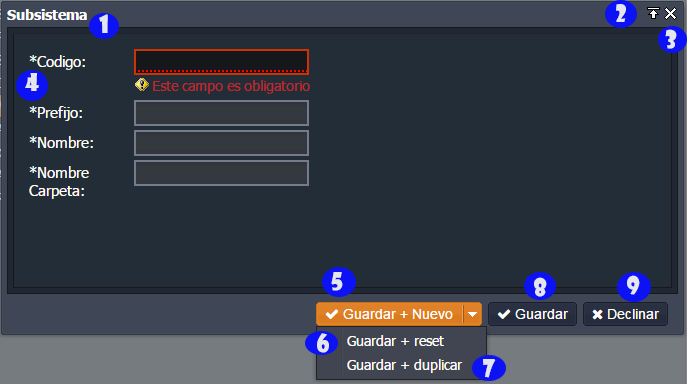 Subsistema
1
2
3
*Codigo:
4
Este campo es obligatorio
*Prefijo:
*Nombre:
*Nombre
Carpeta:
5
8
9
Guardar + Nuevo
Guardar
Declinar
6
Guardar + reset
Guardar + duplicar
7